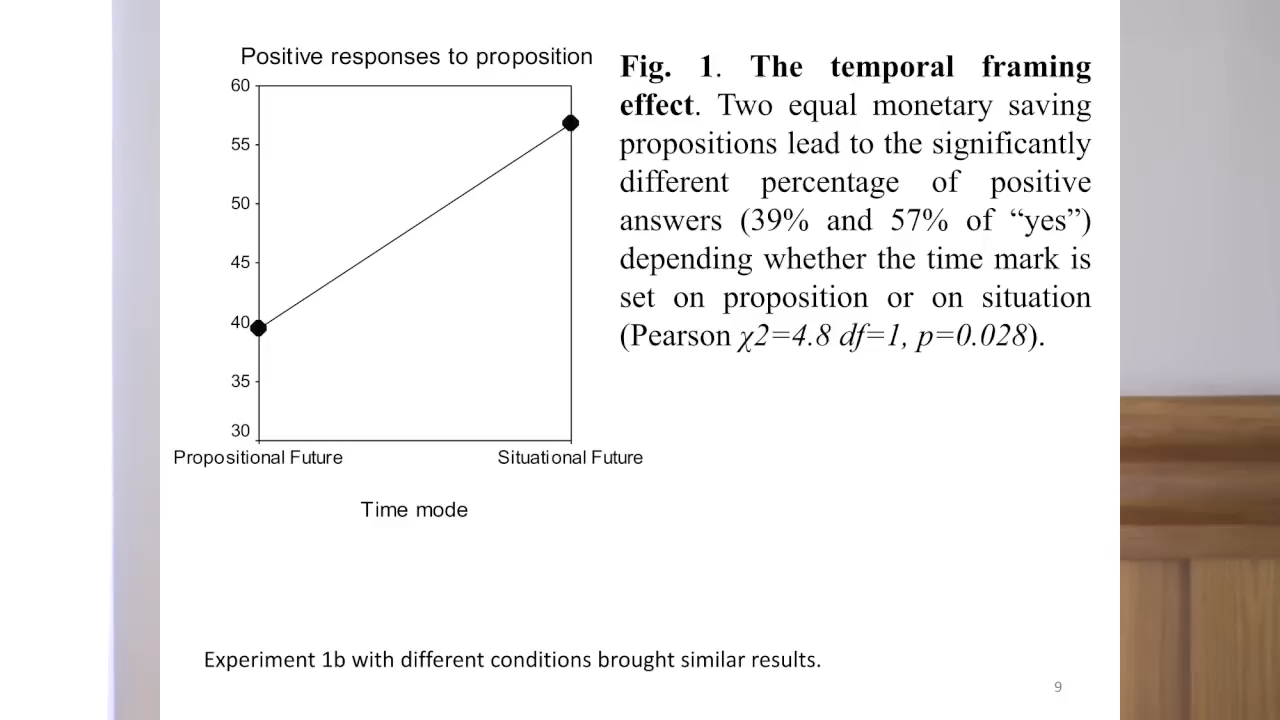 Positive responses to proposition
60
55
50
45
40
35
30
Propositional Future
Situational Future
Time mode
Fig. 1. The temporal framing
effect. Two equal monetary saving
propositions lead to the significantly
different percentage of positive
answers (39% and 57% of “yes”)
depending whether the time mark is
set on proposition or on situation
(Pearson χ2=4.8 df=1, p=0.028).
Experiment 1b with different conditions brought similar results.
9